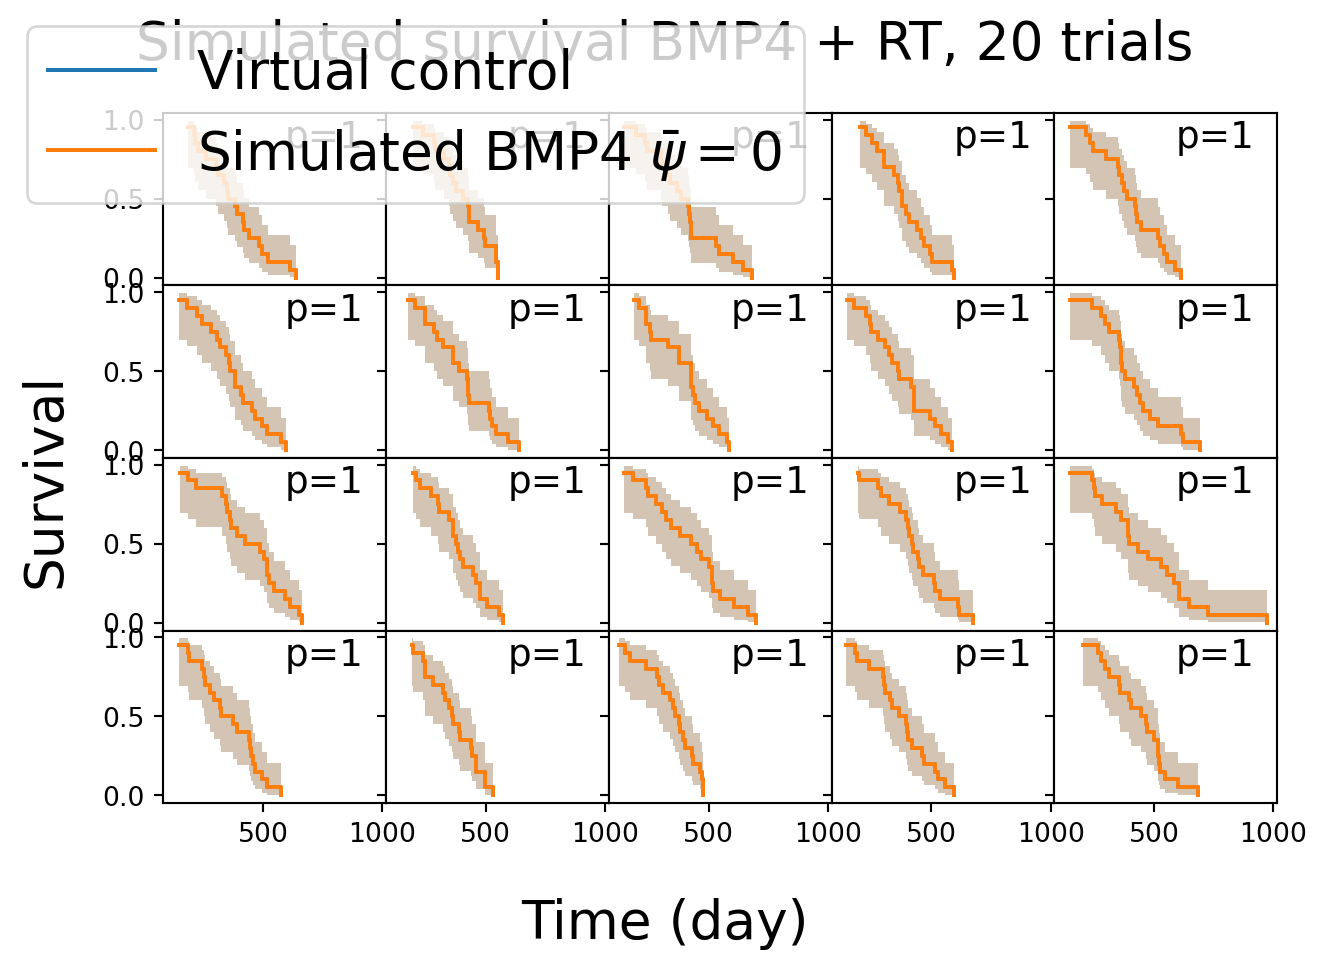 Simulated survival BMP4 + RT, 20 trials
Virtual control
Simulated BMP4 ψ̄ = 0
1.0 p=1 p=1 p=1 p=1 p=1
0.5
0.0
1.0 p=1 p=1 p=1 p=1 p=1
0.5
0.0
1.0 p=1 p=1 p=1 p=1 p=1
0.5
0.0
1.0 p=1 p=1 p=1 p=1 p=1
0.5
0.0
500 1000 500 1000 500 1000 500 1000 500 1000
Survival
Time (day)